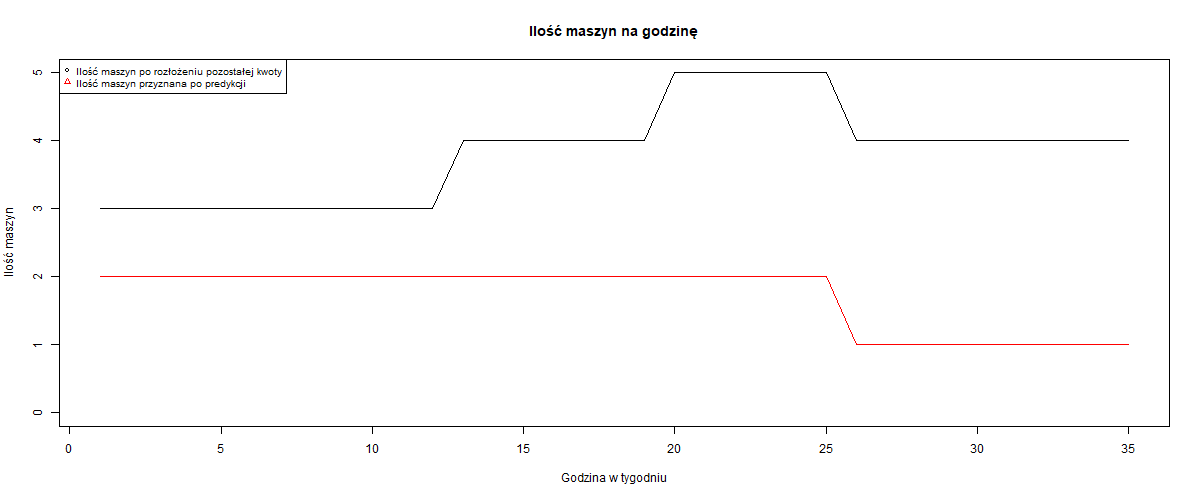 Ilość maszyn na godzinę
Ilość maszyn po rozłożeniu pozostałej kwoty
Ilość maszyn przyznana po predykcji
Ilość maszyn
5
4
3
2
1
0
0 5 10 15 20 25 30 35
Godzina w tygodniu